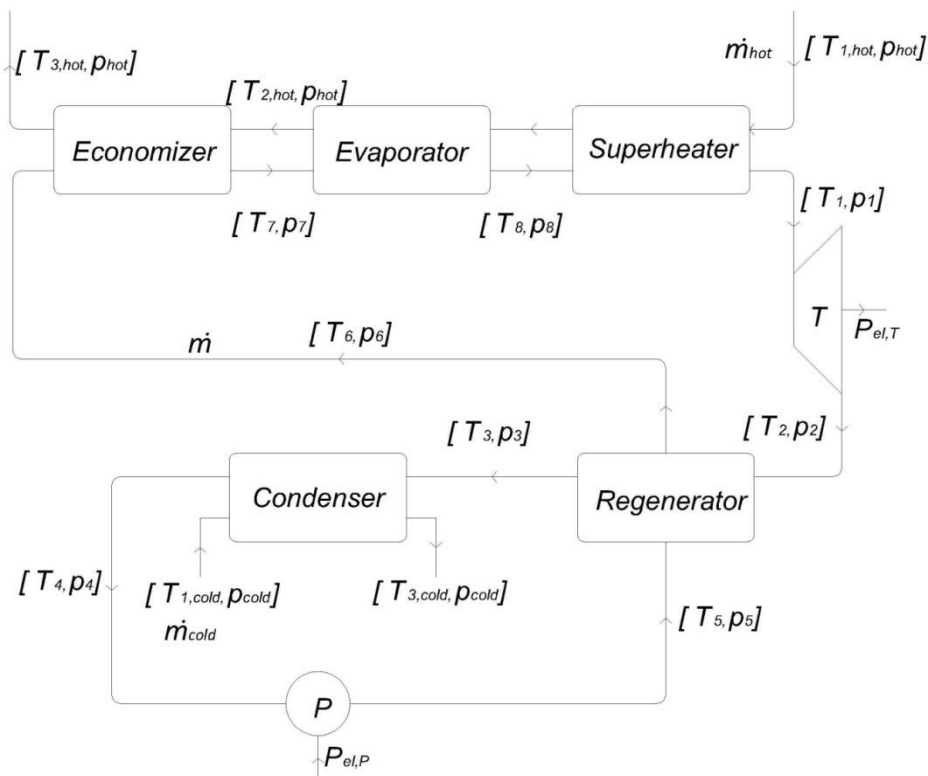 [T3,hot, phot]
ṁhot
[T1,hot, phot]
[T2,hot, phot]
Economizer
Evaporator
Superheater
[T7, p7]
[T8, p8]
[T1, p1]
T
Pel,T
ṁ
[T6, p6]
[T3, p3]
[T2, p2]
Condenser
Regenerator
[T4, p4]
[T1,cold, pcold]
[T3,cold, pcold]
ṁcold
[T5, p5]
P
Pel,P